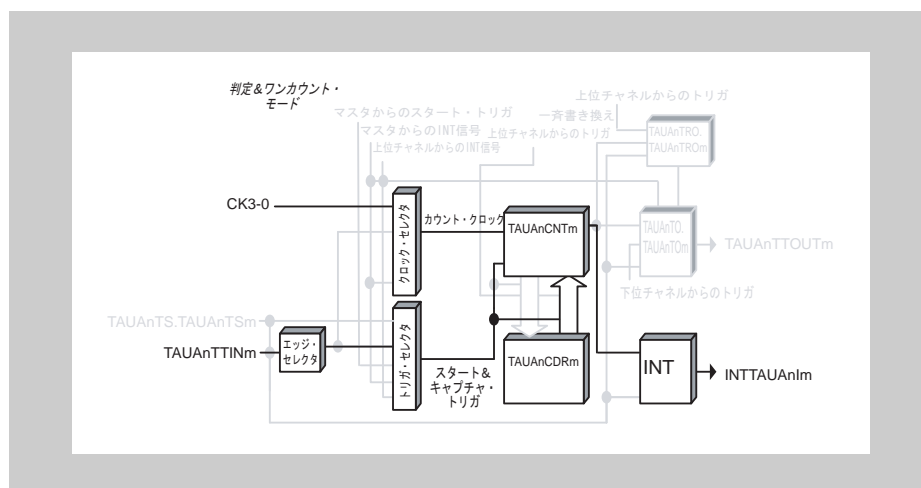 判定&ワンカウント・
モード
上位チャネルからのトリガ
マスタからのスタート・トリガ
一斉書き換え
マスタからのINT信号
上位チャネルからのトリガ
上位チャネルからのINT信号
TAUAnTRO.
TAUAnTROm
CK3-0
クロック・セレクタ
カウント・クロック
TAUAnCNTm
TAUAnTO.
TAUAnTOm
TAUAnTTOUTm
下位チャネルからのトリガ
TAUAnTS.TAUAnTSm
TAUAnTTINm
エッジ・
セレクタ
トリガ・セレクタ
スタート&
キャプチャ・
トリガ
TAUAnCDRm
INT
INTTAUAnIm